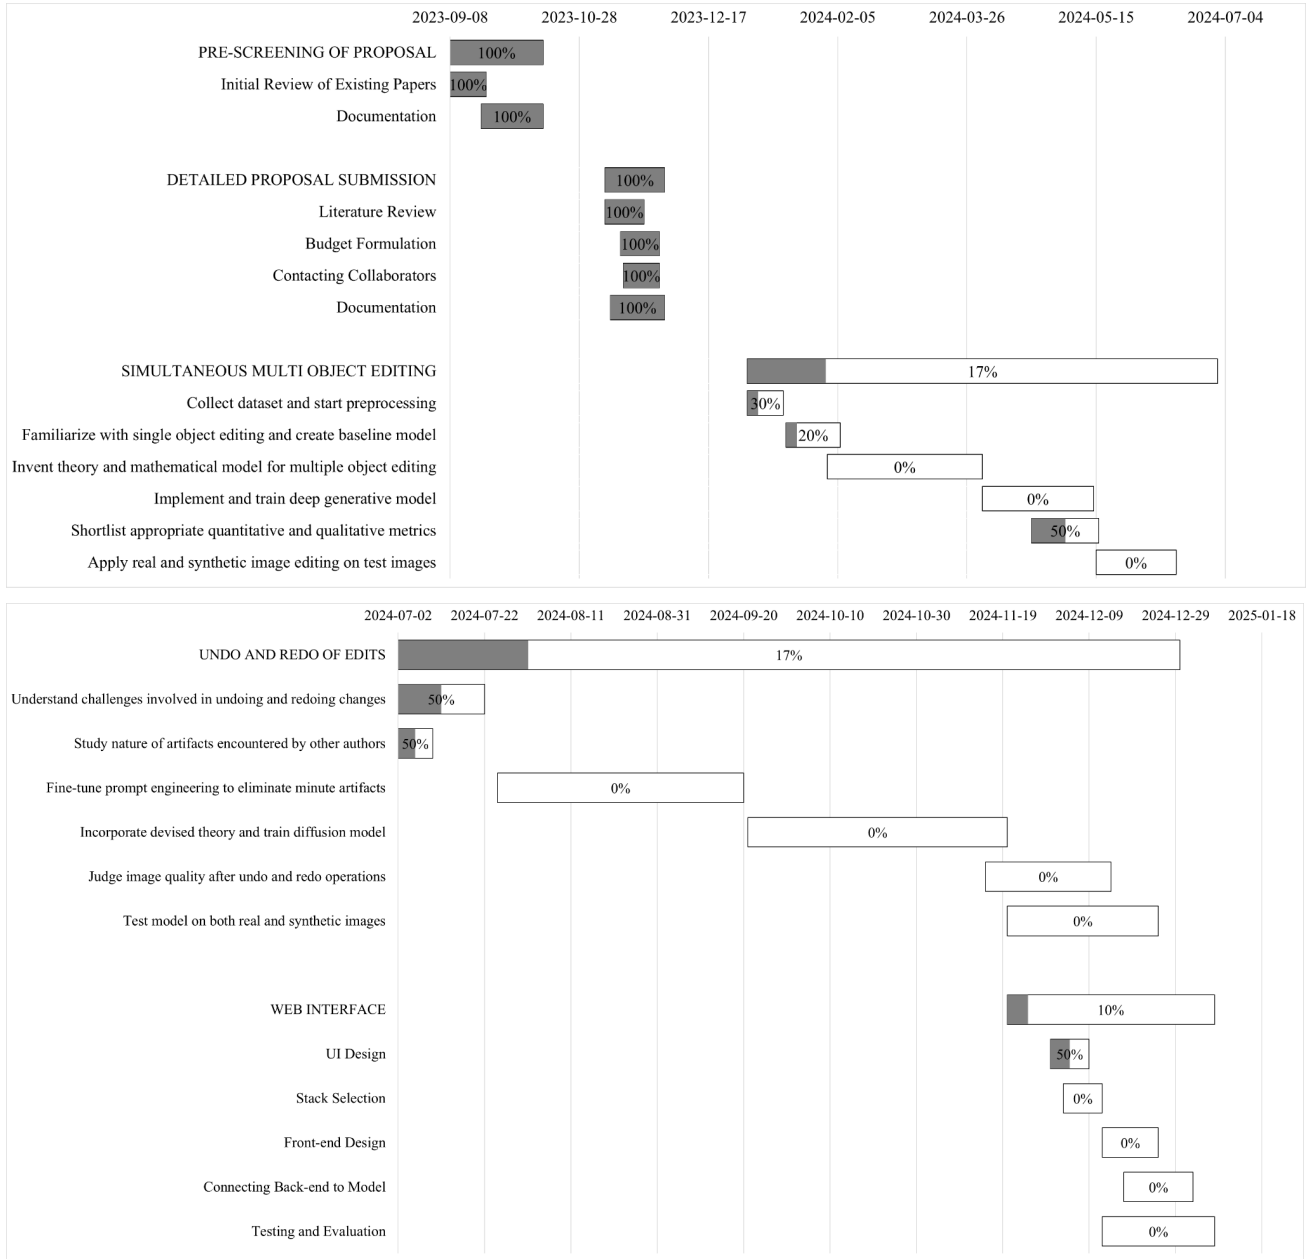 2023-09-08 2023-10-28 2023-12-17 2024-02-05 2024-03-26 2024-05-15 2024-07-04
PRE-SCREENING OF PROPOSAL 100%
Initial Review of Existing Papers 100%
Documentation 100%
DETAILED PROPOSAL SUBMISSION 100%
Literature Review 100%
Budget Formulation 100%
Contacting Collaborators 100%
Documentation 100%
SIMULTANEOUS MULTI OBJECT EDITING 17%
Collect dataset and start preprocessing 30%
Familiarize with single object editing and create baseline model 20%
Invent theory and mathematical model for multiple object editing 0%
Implement and train deep generative model 0%
Shortlist appropriate quantitative and qualitative metrics 50%
Apply real and synthetic image editing on test images 0%
2024-07-02 2024-07-22 2024-08-11 2024-08-31 2024-09-20 2024-10-10 2024-10-30 2024-11-19 2024-12-09 2024-12-29 2025-01-18
UNDO AND REDO OF EDITS 17%
Understand challenges involved in undoing and redoing changes 50%
Study nature of artifacts encountered by other authors 50%
Fine-tune prompt engineering to eliminate minute artifacts 0%
Incorporate devised theory and train diffusion model 0%
Judge image quality after undo and redo operations 0%
Test model on both real and synthetic images 0%
WEB INTERFACE 10%
UI Design 50%
Stack Selection 0%
Front-end Design 0%
Connecting Back-end to Model 0%
Testing and Evaluation 0%